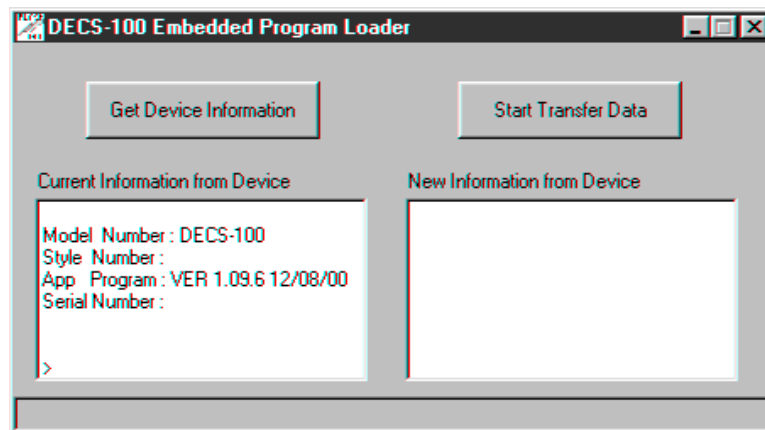 DECS-100 Embedded Program Loader
Get Device Information
Start Transfer Data
Current Information from Device
New Information from Device
Model Number : DECS-100
Style Number :
App Program : VER 1.09.6 12/08/00
Serial Number :
>